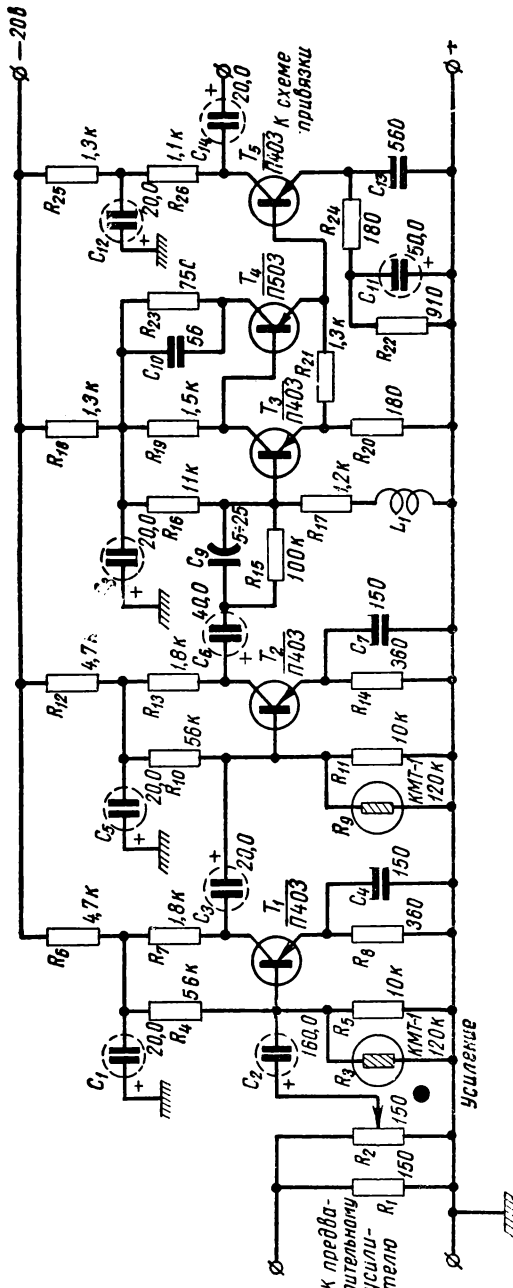 −20в
+
К предва-
рительному
усили-
телю
R1
150
R2
150
Усиление
C1
20,0
+
C2
160,0
+
R3
КМТ-1
120к
R4
56к
R5
10к
R6
4,7к
R7
1,8к
T1
П403
R8
360
C4
150
C3
20,0
+
C5
20,0
+
R9
КМТ-1
120к
R10
56к
R11
10к
R12
4,7к
R13
1,8к
T2
П403
R14
360
C7
150
C6
40,0
+
20,0
+
C9
5÷25
R15
100к
R16
11к
R17
1,2к
L1
R18
1,3к
R19
1,5к
T3
П403
R20
180
R21
1,3к
C10
56
R23
750
T4
П503
R22
910
C11
50,0
+
R24
180
C12
20,0
+
R25
1,3к
R26
1,1к
T5
П403
C13
560
C14
20,0
+
К схеме
привязки